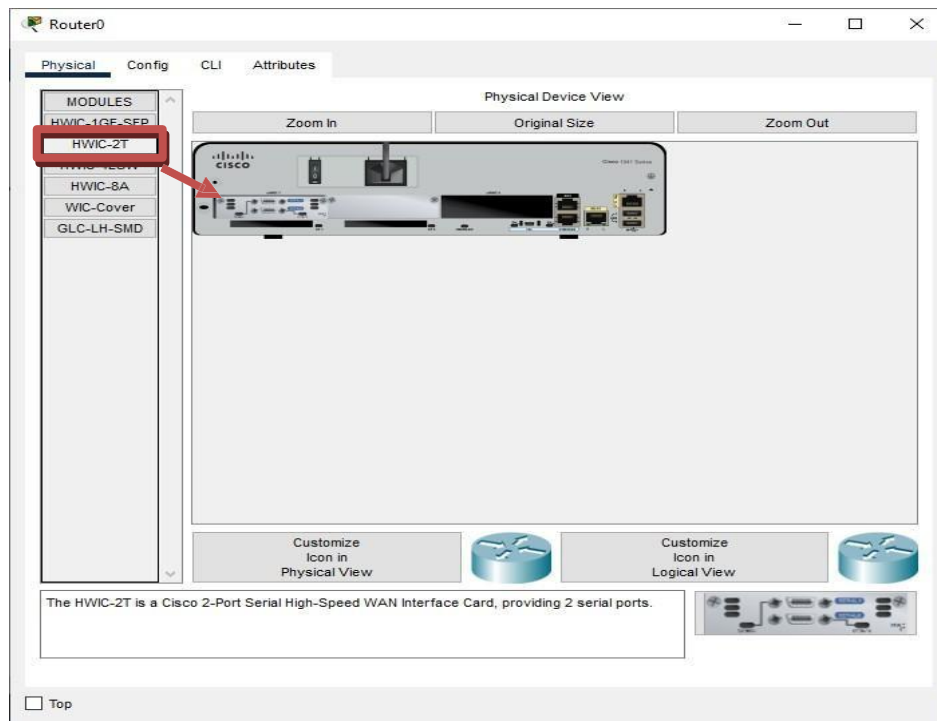 Router0
Physical Config CLI Attributes
MODULES
HWIC-1GE-SFP
HWIC-2T
HWIC-8A
WIC-Cover
GLC-LH-SMD
Physical Device View
Zoom In Original Size Zoom Out
CISCO
Customize
Icon in
Physical View
Customize
Icon in
Logical View
The HWIC-2T is a Cisco 2-Port Serial High-Speed WAN Interface Card, providing 2 serial ports.
Top